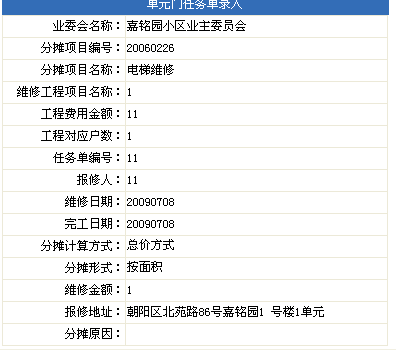 单元门任务单录入
业委会名称：嘉铭园小区业主委员会
分摊项目编号：20060226
分摊项目名称：电梯维修
维修工程项目名称：1
工程费用金额：11
工程对应户数：1
任务单编号：11
报修人：11
维修日期：20090708
完工日期：20090708
分摊计算方式：总价方式
分摊形式：按面积
维修金额：1
报修地址：朝阳区北苑路86号嘉铭园1 号楼1单元
分摊原因：